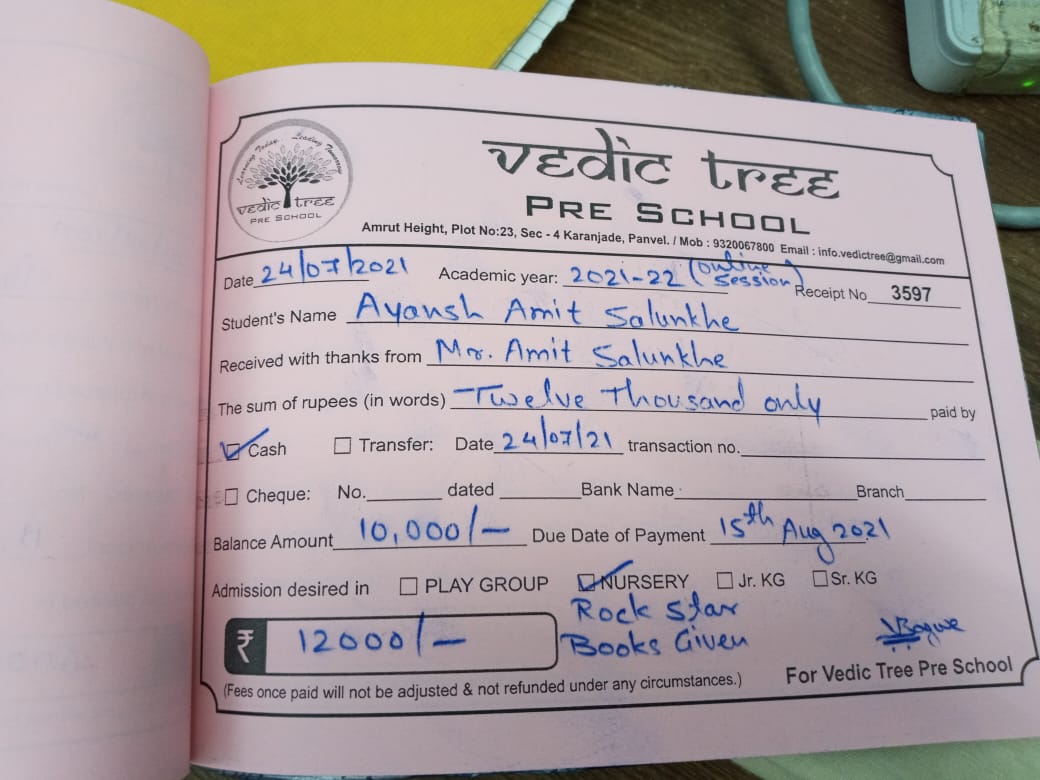 Learning Today.. Leading Tomorrow
vedic tree
PRE SCHOOL
vedic tree
PRE SCHOOL
Amrut Height, Plot No:23, Sec - 4 Karanjade, Panvel. / Mob : 9320067800 Email : info.vedictree@gmail.com
Date 24/07/2021 Academic year: 2021-22 (Online Session) Receipt No 3597
Student's Name Ayansh Amit Salunkhe
Received with thanks from Mr. Amit Salunkhe
The sum of rupees (in words) Twelve Thousand only paid by
Cash Transfer: Date 24/07/21 transaction no.
Cheque: No. dated Bank Name Branch
Balance Amount 10,000/- Due Date of Payment 15th Aug 2021
Admission desired in PLAY GROUP NURSERY Jr. KG Sr. KG
Rock Star
₹ 12000/- Books Given
For Vedic Tree Pre School
(Fees once paid will not be adjusted & not refunded under any circumstances.)